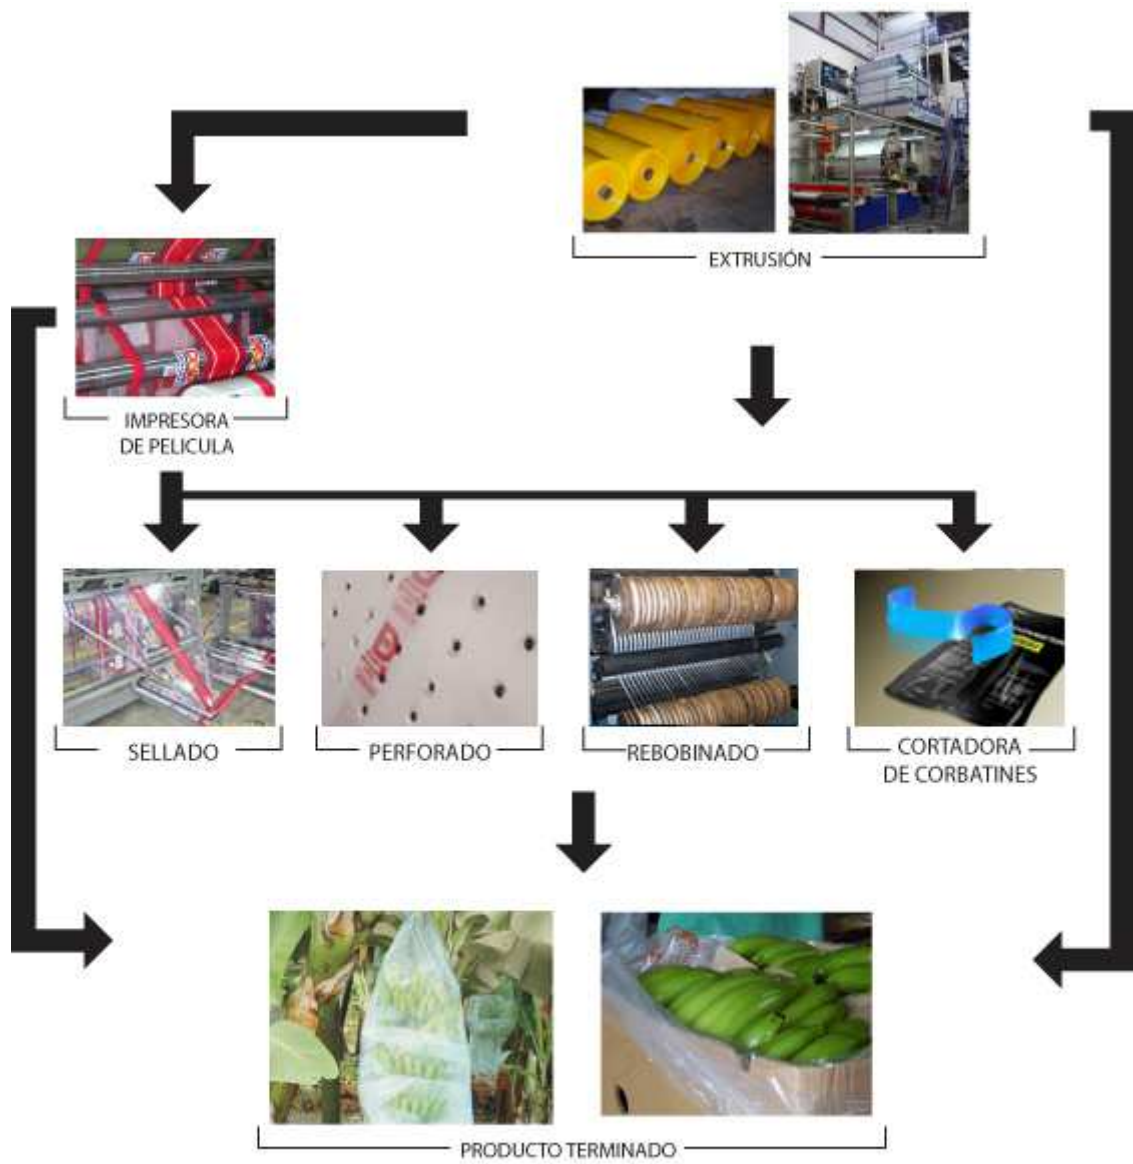 EXTRUSIÓN
IMPRESORA
DE PELICULA
SELLADO
PERFORADO
REBOBINADO
CORTADORA
DE CORBATINES
PRODUCTO TERMINADO